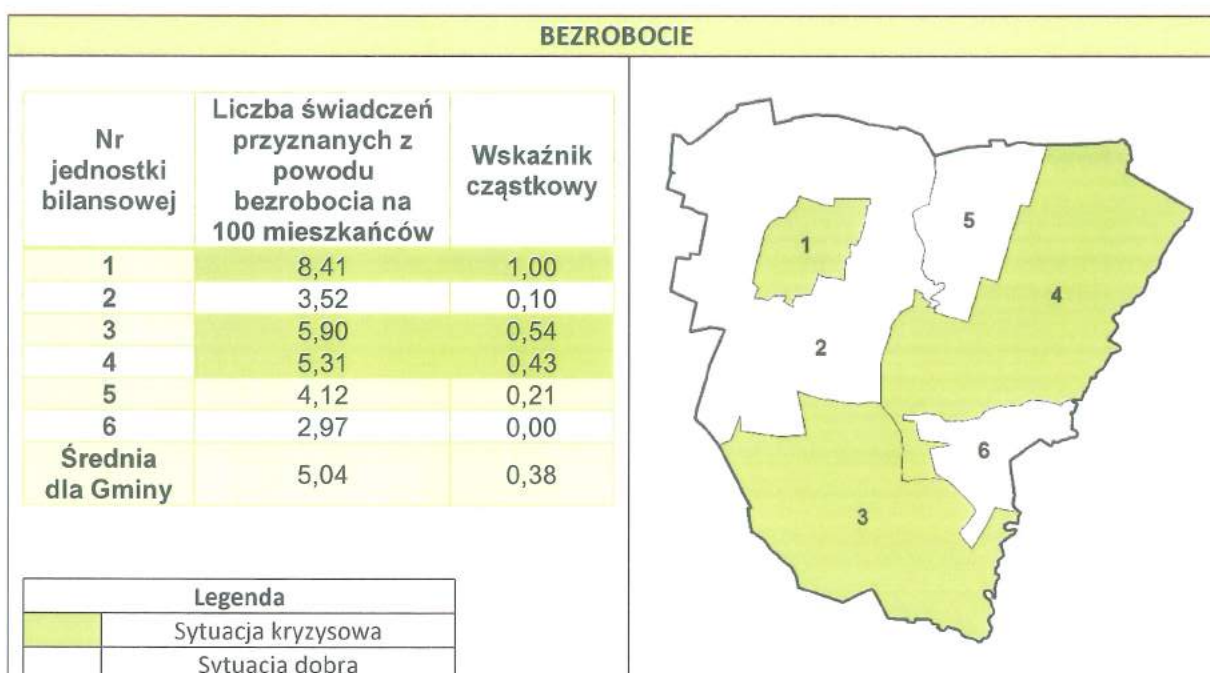 BEZROBOCIE
Nr
jednostki
bilansowej
Liczba świadczeń
przyznanych z
powodu
bezrobocia na
100 mieszkańców
Wskaźnik
cząstkowy
1 8,41 1,00
2 3,52 0,10
3 5,90 0,54
4 5,31 0,43
5 4,12 0,21
6 2,97 0,00
Średnia
dla Gminy
5,04 0,38
Legenda
Sytuacja kryzysowa
Sytuacja dobra
5
1
4
2
6
3